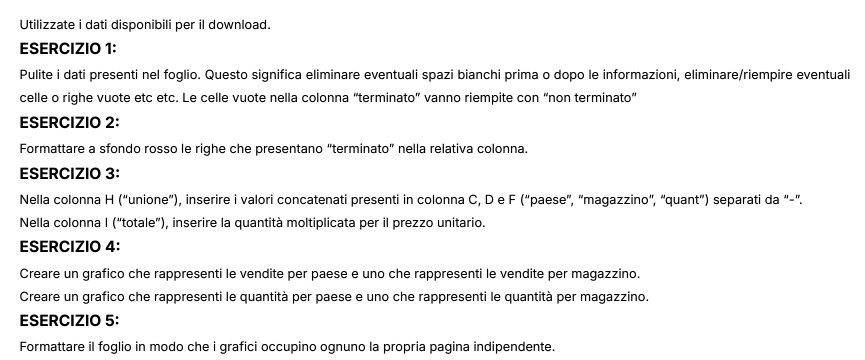 Utilizzate i dati disponibili per il download.
ESERCIZIO 1:
Pulite i dati presenti nel foglio. Questo significa eliminare eventuali spazi bianchi prima o dopo le informazioni, eliminare/riempire eventuali
celle o righe vuote etc etc. Le celle vuote nella colonna “terminato” vanno riempite con “non terminato”
ESERCIZIO 2:
Formattare a sfondo rosso le righe che presentano “terminato” nella relativa colonna.
ESERCIZIO 3:
Nella colonna H (“unione”), inserire i valori concatenati presenti in colonna C, D e F (“paese”, “magazzino”, “quant”) separati da “-”.
Nella colonna I (“totale”), inserire la quantità moltiplicata per il prezzo unitario.
ESERCIZIO 4:
Creare un grafico che rappresenti le vendite per paese e uno che rappresenti le vendite per magazzino.
Creare un grafico che rappresenti le quantità per paese e uno che rappresenti le quantità per magazzino.
ESERCIZIO 5:
Formattare il foglio in modo che i grafici occupino ognuno la propria pagina indipendente.